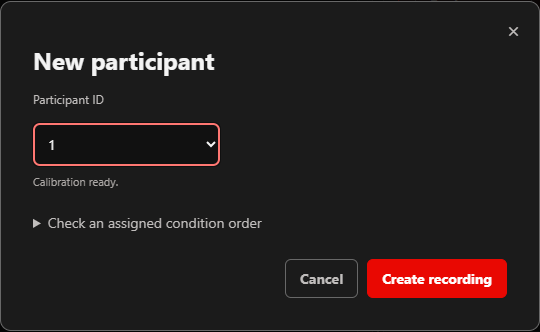 New participant
Participant ID
1
Calibration ready.
Check an assigned condition order
Cancel
Create recording